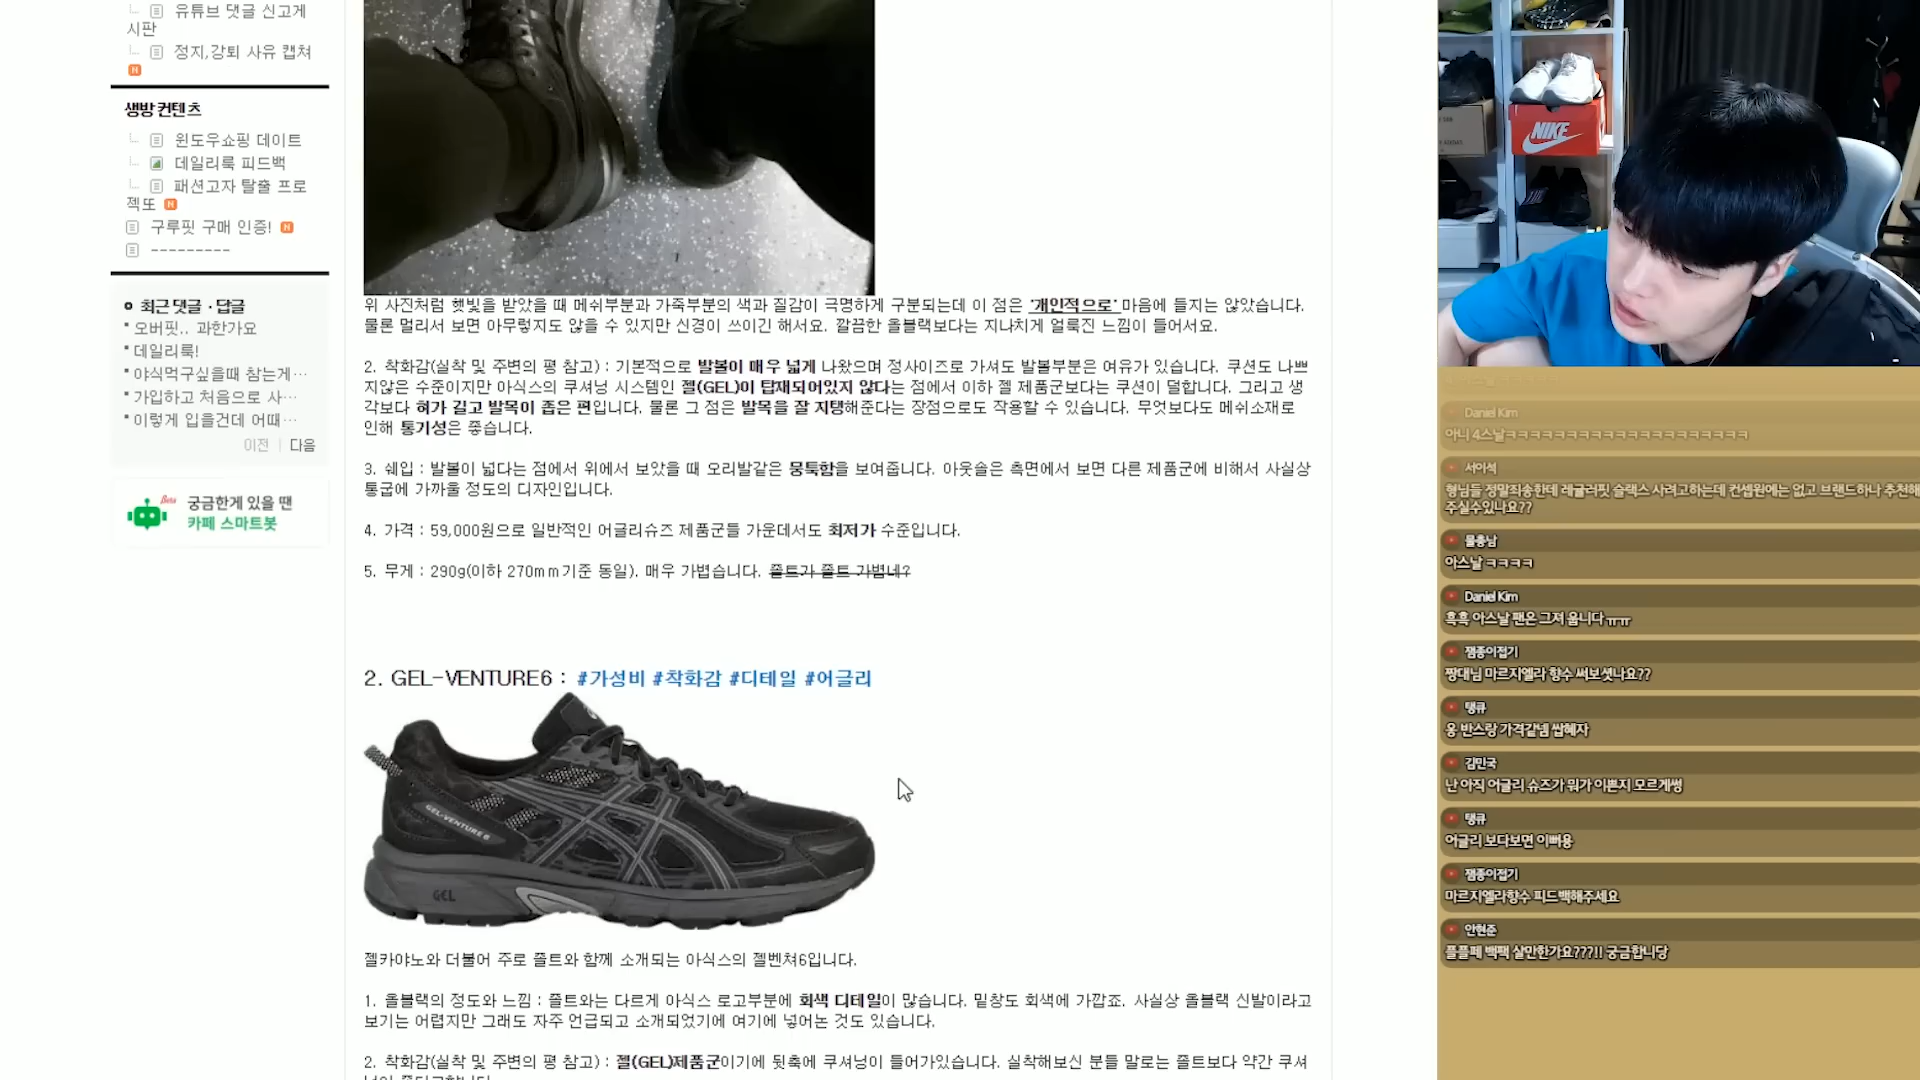 유튜브 댓글 신고게
시판
정지,강퇴 사유 캡쳐
N
생방 컨텐츠
윈도우쇼핑 데이트
데일리룩 피드백
패션고자 탈출 프로
젝또 N
구루핏 구매 인증! N
---------
최근 댓글 · 답글
오버핏.. 과한가요
데일리룩!
야식먹구싶을때 참는게…
가입하고 처음으로 사…
이렇게 입을건데 어때…
이전 | 다음
Beta 궁금한게 있을 땐
카페 스마트봇
위 사진처럼 햇빛을 받았을 때 메쉬부분과 가죽부분의 색과 질감이 극명하게 구분되는데 이 점은 '개인적으로' 마음에 들지는 않았습니다.
물론 멀리서 보면 아무렇지도 않을 수 있지만 신경이 쓰이긴 해서요. 깔끔한 올블랙보다는 지나치게 얼룩진 느낌이 들어서요.
2. 착화감(실착 및 주변의 평 참고) : 기본적으로 발볼이 매우 넓게 나왔으며 정사이즈로 가셔도 발볼부분은 여유가 있습니다. 쿠션도 나쁘
지않은 수준이지만 아식스의 쿠셔닝 시스템인 젤(GEL)이 탑재되어있지 않다는 점에서 이하 젤 제품군보다는 쿠션이 덜합니다. 그리고 생
각보다 혀가 길고 발목이 좁은 편입니다. 물론 그 점은 발목을 잘 지탱해준다는 장점으로도 작용할 수 있습니다. 무엇보다도 메쉬소재로
인해 통기성은 좋습니다.
3. 쉐입 : 발볼이 넓다는 점에서 위에서 보았을 때 오리발같은 뭉툭함을 보여줍니다. 아웃솔은 측면에서 보면 다른 제품군에 비해서 사실상
통굽에 가까울 정도의 디자인입니다.
4. 가격 : 59,000원으로 일반적인 어글리슈즈 제품군들 가운데서도 최저가 수준입니다.
5. 무게 : 290g(이하 270mm기준 동일). 매우 가볍습니다. 졸트가 졸트 가볍네?
2. GEL-VENTURE6 : #가성비 #착화감 #디테일 #어글리
GEL-VENTURE 6
GEL
젤카야노와 더불어 주로 졸트와 함께 소개되는 아식스의 젤벤쳐6입니다.
1. 올블랙의 정도와 느낌 : 졸트와는 다르게 아식스 로고부분에 회색 디테일이 많습니다. 밑창도 회색에 가깝죠. 사실상 올블랙 신발이라고
보기는 어렵지만 그래도 자주 언급되고 소개되었기에 여기에 넣어논 것도 있습니다.
2. 착화감(실착 및 주변의 평 참고) : 젤(GEL)제품군이기에 뒷축에 쿠셔닝이 들어가있습니다. 실착해보신 분들 말로는 졸트보다 약간 쿠셔
NIKE
Daniel Kim
아니 4스날ㅋㅋㅋㅋㅋㅋㅋㅋㅋㅋㅋㅋㅋㅋㅋㅋㅋㅋㅋㅋ
서이석
형님들 정말죄송한데 레귤러핏 슬랙스 사려고하는데 컨셉원에는 없고 브랜드하나 추천해
주실수있나요??
물총남
아스날 ㅋㅋㅋㅋ
Daniel Kim
흑흑 아스날 팬은 그저 웁니다ㅠㅠ
잼종이접기
짱대님 마르지엘라 향수 써보셧나요??
탱큐
옹 반스랑 가격같넴 쌉혜자
김민국
난 아직 어글리 슈즈가 뭐가 이쁜지 모르게썽
탱큐
어글리 보다보면 이뻐용
잼종이접기
마르지엘라향수 피드백해주세요
안현준
플플페 백팩 살만한가요???!! 궁금합니당